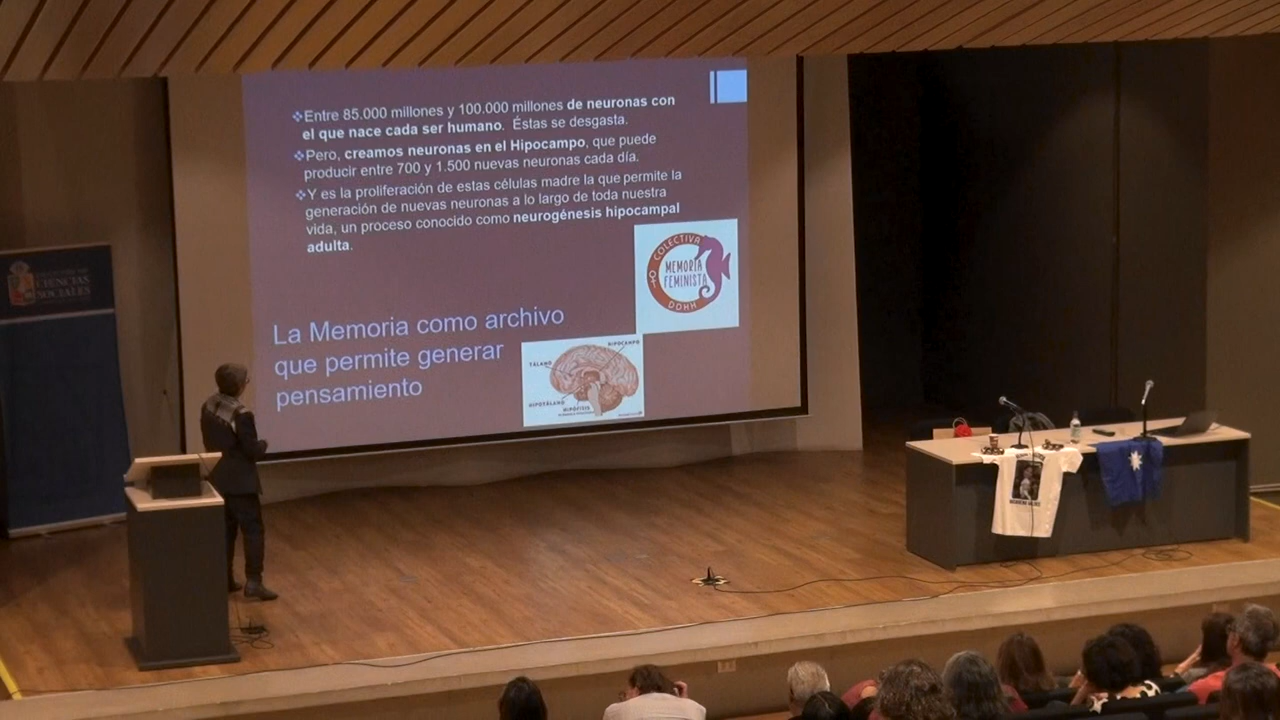 ❖Entre 85.000 millones y 100.000 millones de neuronas con
el que nace cada ser humano. Éstas se desgasta.
❖Pero, creamos neuronas en el Hipocampo, que puede
producir entre 700 y 1.500 nuevas neuronas cada día.
❖Y es la proliferación de estas células madre la que permite la
generación de nuevas neuronas a lo largo de toda nuestra
vida, un proceso conocido como neurogénesis hipocampal
adulta.
COLECTIVA
MEMORIA
FEMINISTA
DDHH
La Memoria como archivo
que permite generar
pensamiento
HIPOCAMPO
TÁLAMO
HIPOTÁLAMO
HIPÓFISIS
CIENCIAS
SOCIALES